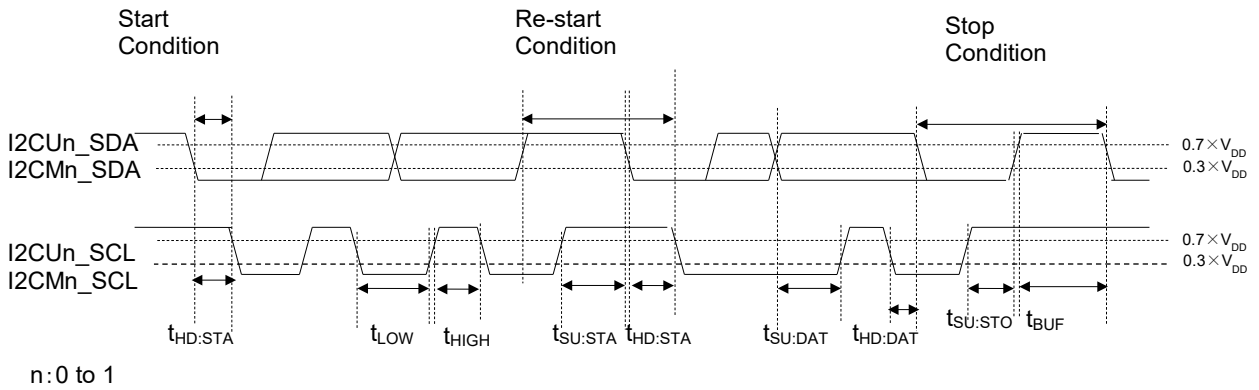 Start
Condition
Re-start
Condition
Stop
Condition
I2CUn_SDA
I2CMn_SDA
0.7×VDD
0.3×VDD
I2CUn_SCL
I2CMn_SCL
0.7×VDD
0.3×VDD
tHD:STA
tLOW
tHIGH
tSU:STA
tHD:STA
tSU:DAT
tHD:DAT
tSU:STO
tBUF
n:0 to 1